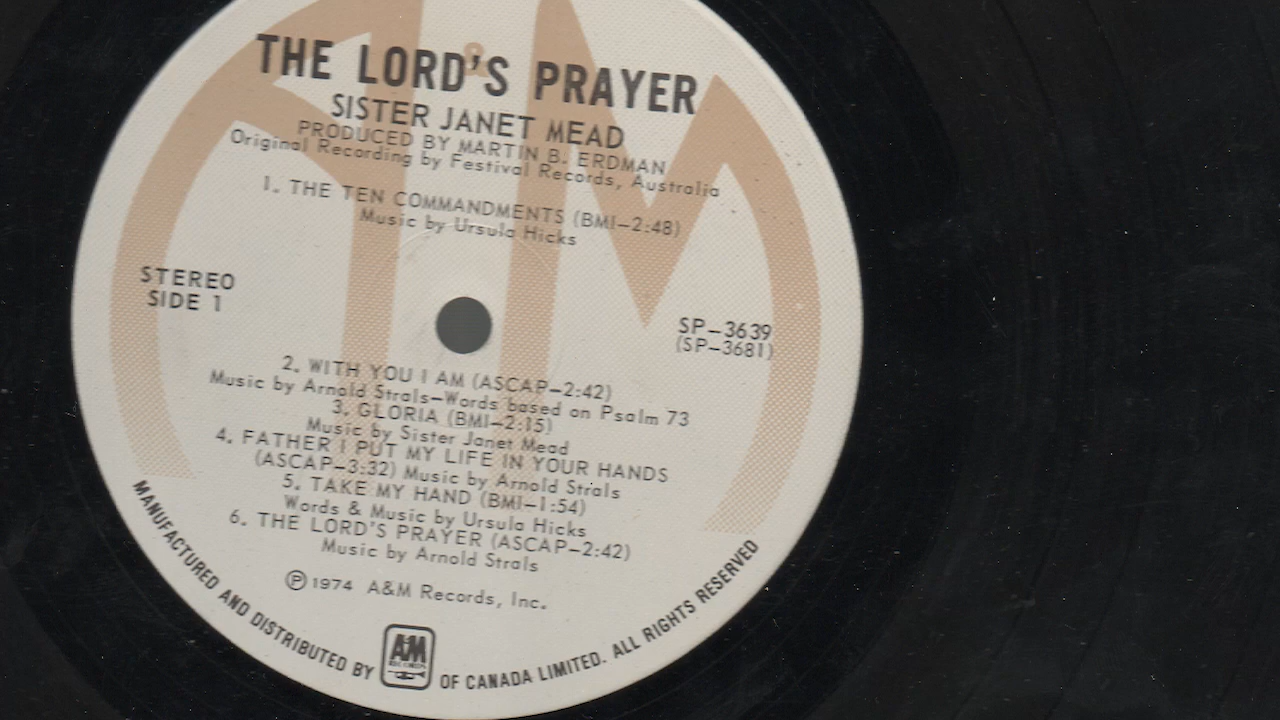 THE LORD'S PRAYER
SISTER JANET MEAD
PRODUCED BY MARTIN B. ERDMAN
Original Recording by Festival Records, Australia
1. THE TEN COMMANDMENTS (BMI–2:48)
Music by Ursula Hicks
STEREO
SIDE 1
SP–3639
(SP–3681)
2. WITH YOU I AM (ASCAP–2:42)
Music by Arnold Strals–Words based on Psalm 73
3. GLORIA (BMI–2:15)
Music by Sister Janet Mead
4. FATHER I PUT MY LIFE IN YOUR HANDS
(ASCAP–3:32) Music by Arnold Strals
5. TAKE MY HAND (BMI–1:54)
Words & Music by Ursula Hicks
6. THE LORD'S PRAYER (ASCAP–2:42)
Music by Arnold Strals
Ⓟ1974 A&M Records, Inc.
MANUFACTURED AND DISTRIBUTED BY A&M RECORDS OF CANADA LIMITED. ALL RIGHTS RESERVED